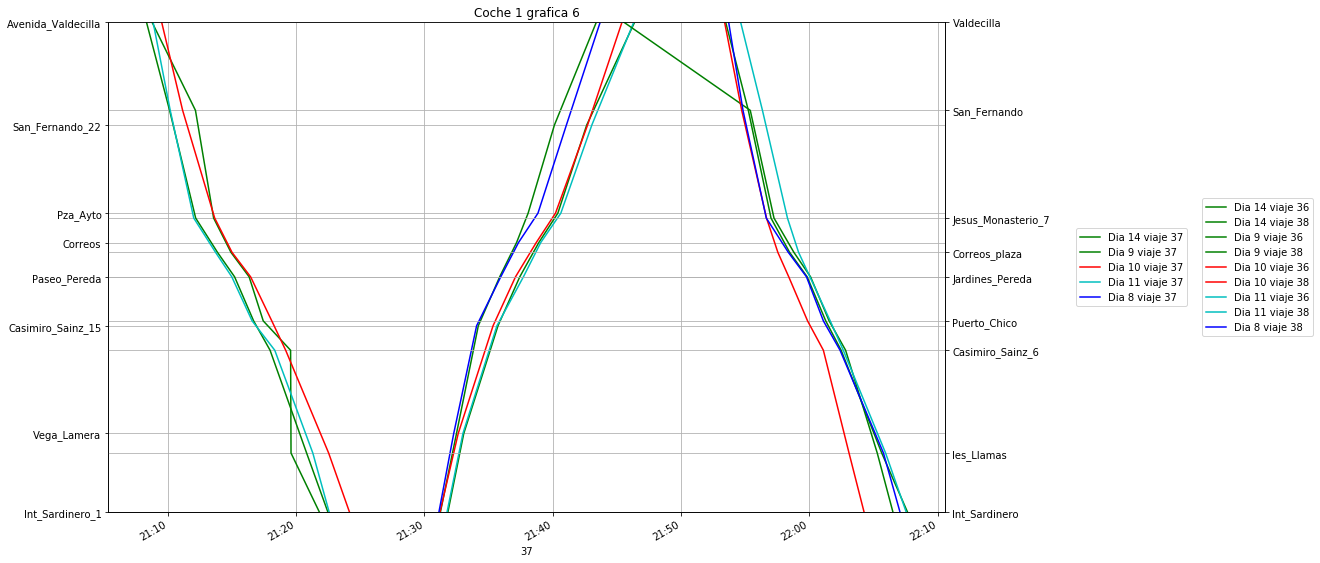 Coche 1 grafica 6
Avenida_Valdecilla
San_Fernando_22
Pza_Ayto
Correos
Paseo_Pereda
Casimiro_Sainz_15
Vega_Lamera
Int_Sardinero_1
Valdecilla
San_Fernando
Jesus_Monasterio_7
Correos_plaza
Jardines_Pereda
Puerto_Chico
Casimiro_Sainz_6
Ies_Llamas
Int_Sardinero
21:10
21:20
21:30
21:40
21:50
22:00
22:10
37
Dia 14 viaje 37
Dia 9 viaje 37
Dia 10 viaje 37
Dia 11 viaje 37
Dia 8 viaje 37
Dia 14 viaje 36
Dia 14 viaje 38
Dia 9 viaje 36
Dia 9 viaje 38
Dia 10 viaje 36
Dia 10 viaje 38
Dia 11 viaje 36
Dia 11 viaje 38
Dia 8 viaje 38